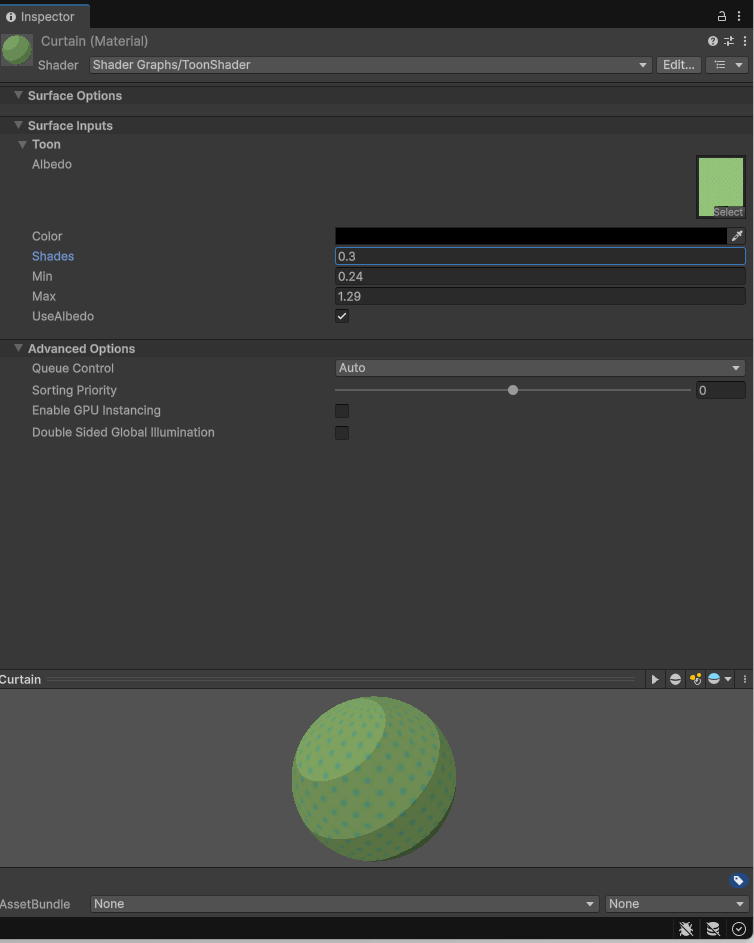 Inspector
Curtain (Material)
Shader Shader Graphs/ToonShader Edit...
Surface Options
Surface Inputs
Toon
Albedo
Select
Color
Shades 0.3
Min 0.24
Max 1.29
UseAlbedo
Advanced Options
Queue Control Auto
Sorting Priority 0
Enable GPU Instancing
Double Sided Global Illumination
Curtain
AssetBundle None None